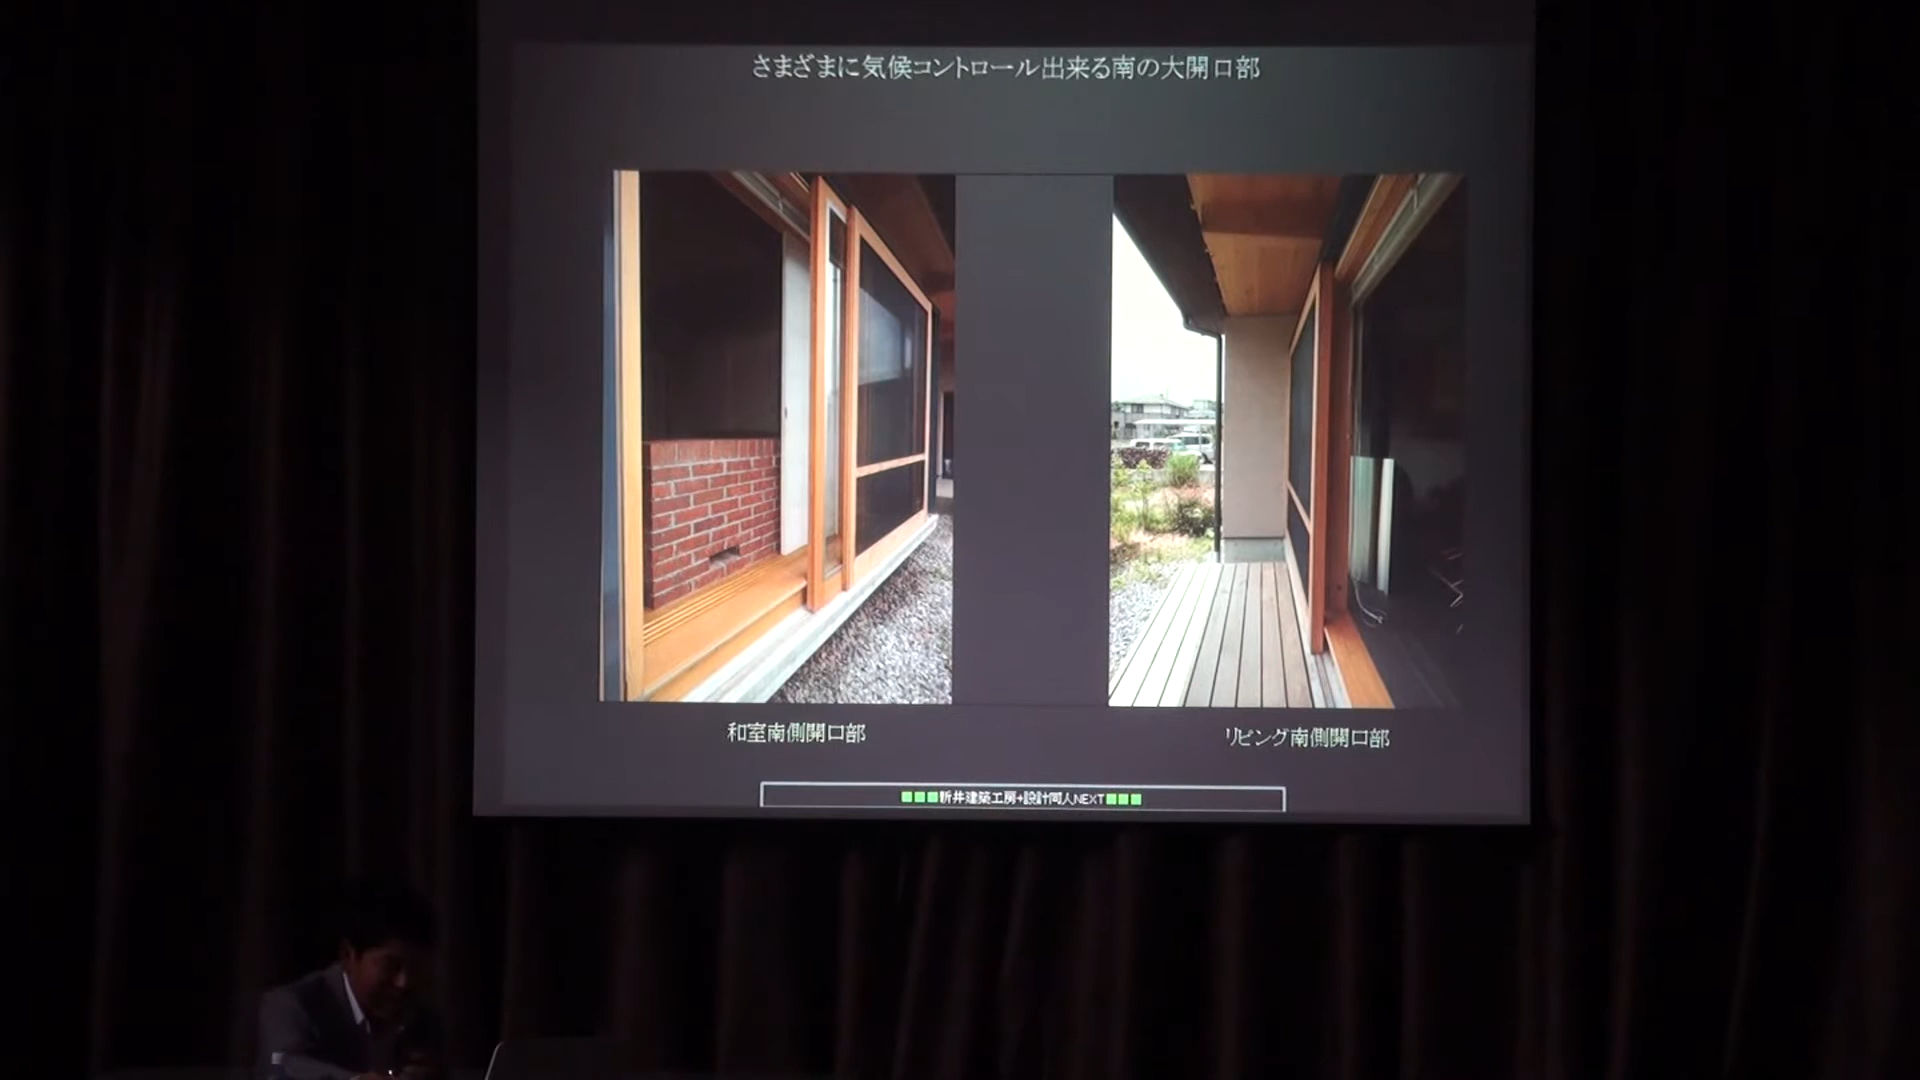 さまざまに気候コントロール出来る南の大開口部
和室南側開口部
リビング南側開口部
■■■新井建築工房+設計同人NEXT■■■